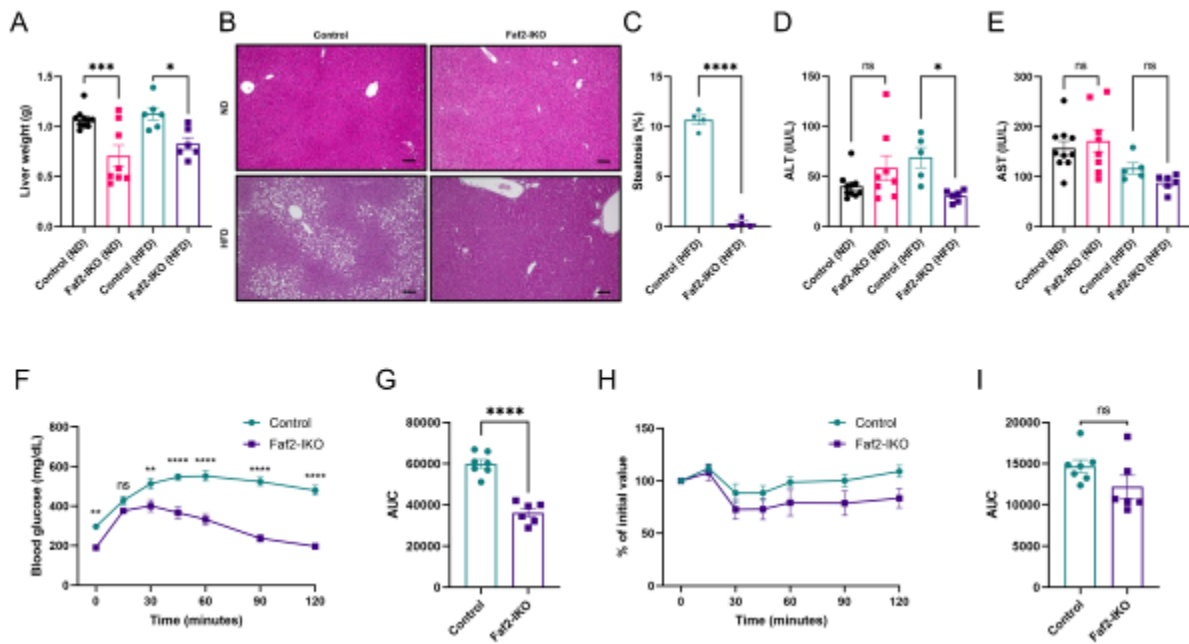 A
Liver weight (g)
1.5
1.0
0.5
0.0
***
*
Control (ND)
Faf2-IKO (ND)
Control (HFD)
Faf2-IKO (HFD)
B
Control
Faf2-IKO
ND
HFD
C
Steatosis (%)
15
10
5
0
****
Control (HFD)
Faf2-IKO (HFD)
D
ALT (IU/L)
150
100
50
0
ns
*
Control (ND)
Faf2-IKO (ND)
Control (HFD)
Faf2-IKO (HFD)
E
AST (IU/L)
300
200
100
0
ns
ns
Control (ND)
Faf2-IKO (ND)
Control (HFD)
Faf2-IKO (HFD)
F
Control
Faf2-IKO
Blood glucose (mg/dL)
800
600
400
200
0
**
ns
**
****
****
****
****
0
30
60
90
120
Time (minutes)
G
AUC
80000
60000
40000
20000
0
****
Control
Faf2-IKO
H
Control
Faf2-IKO
% of initial value
150
100
50
0
0
30
60
90
120
Time (minutes)
I
AUC
20000
15000
10000
5000
0
ns
Control
Faf2-IKO